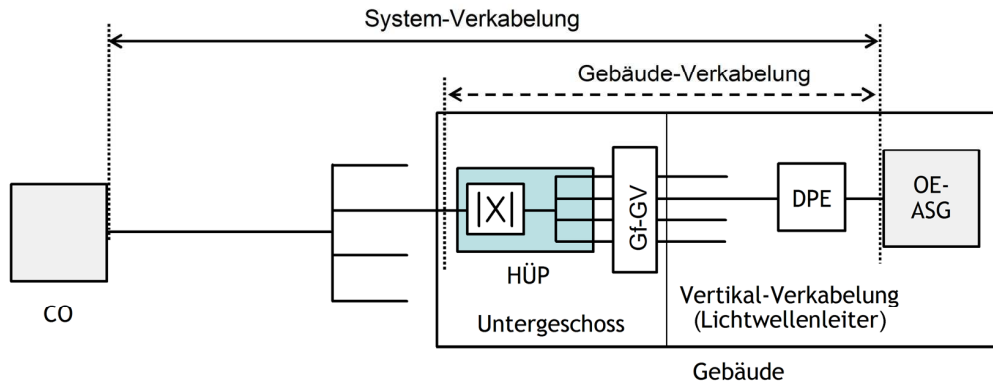 System-Verkabelung
Gebäude-Verkabelung
|X|
Gf-GV
DPE
OE-
ASG
HÜP
CO
Untergeschoss
Vertikal-Verkabelung
(Lichtwellenleiter)
Gebäude